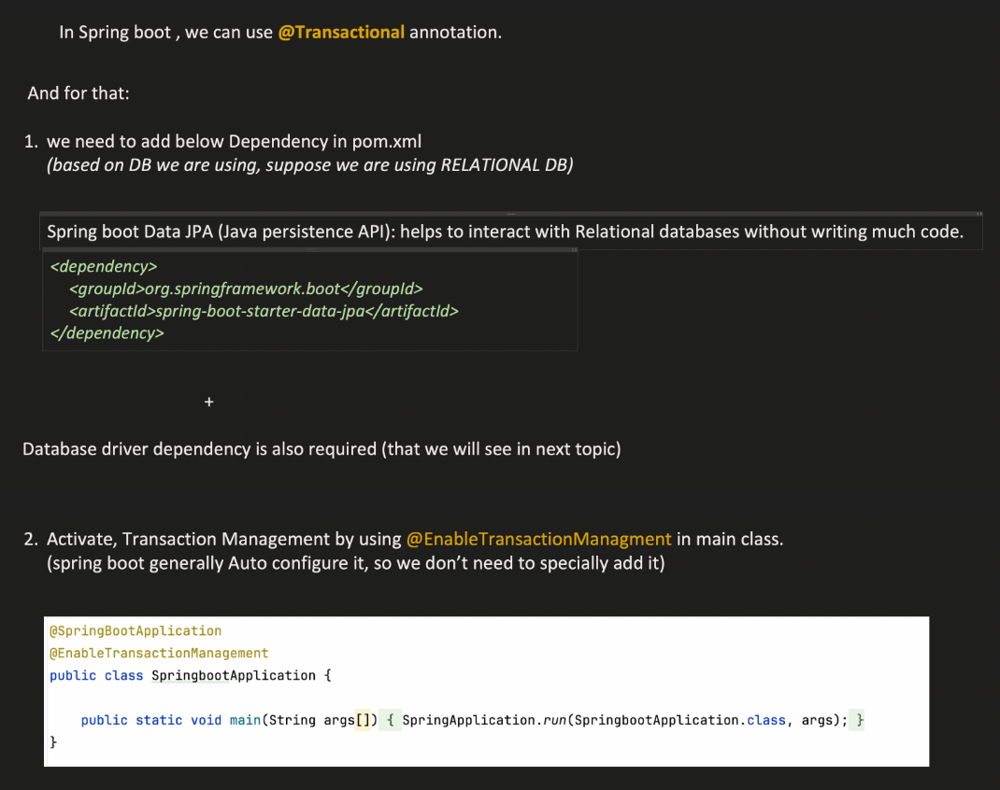 In Spring boot , we can use @Transactional annotation.
And for that:
1. we need to add below Dependency in pom.xml
(based on DB we are using, suppose we are using RELATIONAL DB)
Spring boot Data JPA (Java persistence API): helps to interact with Relational databases without writing much code.
<dependency>
<groupId>org.springframework.boot</groupId>
<artifactId>spring-boot-starter-data-jpa</artifactId>
</dependency>
+
Database driver dependency is also required (that we will see in next topic)
2. Activate, Transaction Management by using @EnableTransactionManagment in main class.
(spring boot generally Auto configure it, so we don't need to specially add it)
@SpringBootApplication
@EnableTransactionManagement
public class SpringbootApplication {
public static void main(String args[]) { SpringApplication.run(SpringbootApplication.class, args); }
}